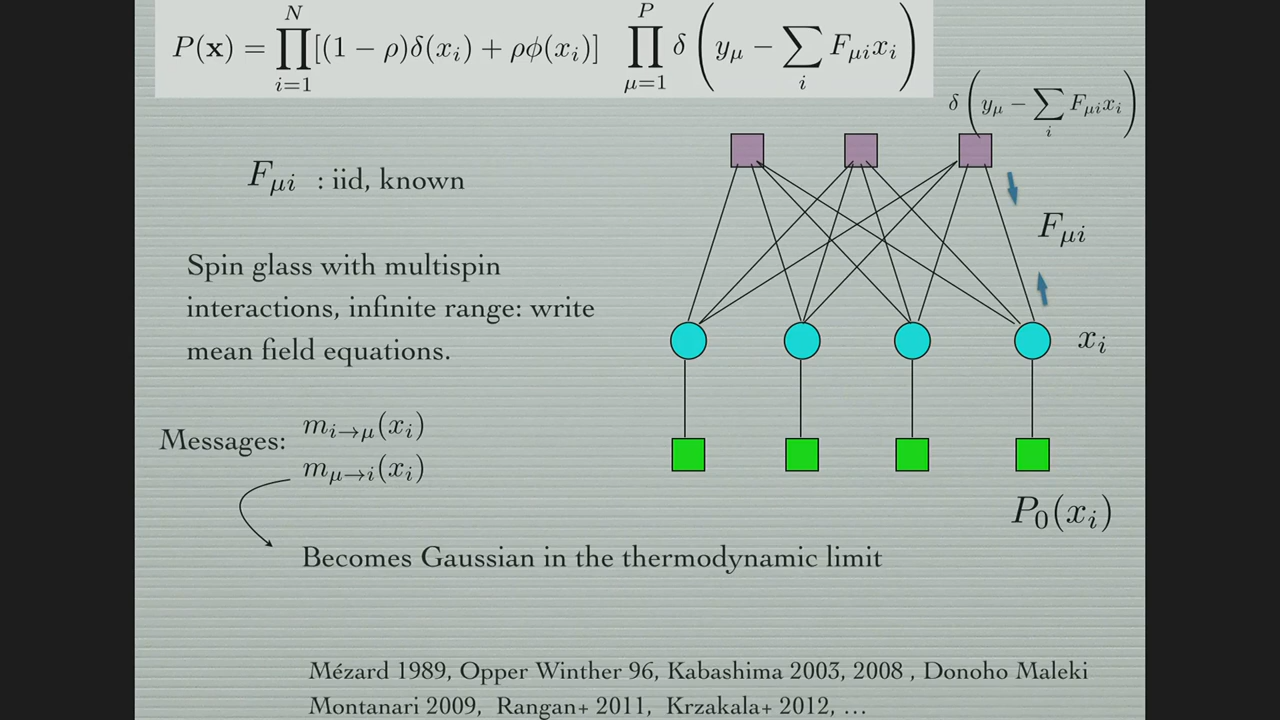 P(x) = ∏_{i=1}^{N} [(1 − ρ)δ(x_i) + ρϕ(x_i)] ∏_{μ=1}^{P} δ ( y_μ − ∑_i F_{μi} x_i )
δ ( y_μ − ∑_i F_{μi} x_i )
F_{μi} : iid, known
F_{μi}
Spin glass with multispin
interactions, infinite range: write
mean field equations.
x_i
Messages: m_{i→μ}(x_i)
m_{μ→i}(x_i)
P_0(x_i)
Becomes Gaussian in the thermodynamic limit
Mézard 1989, Opper Winther 96, Kabashima 2003, 2008 , Donoho Maleki
Montanari 2009, Rangan+ 2011, Krzakala+ 2012, …